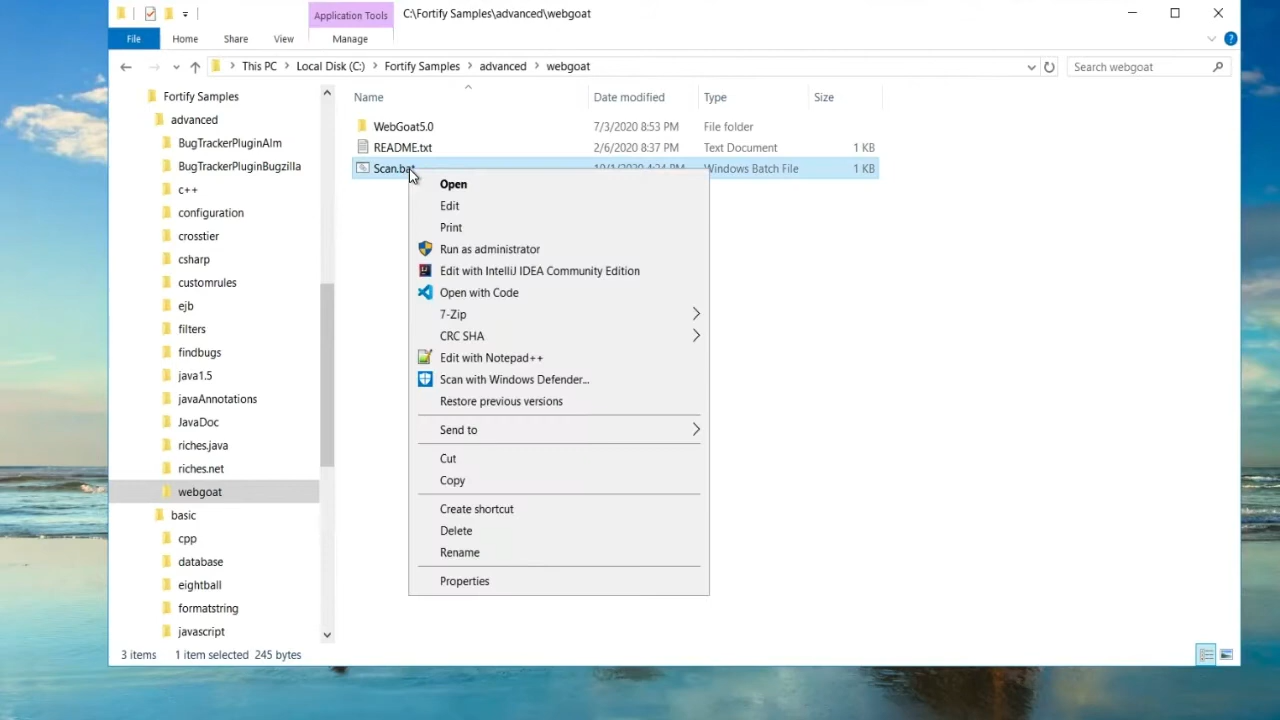 Application Tools C:\Fortify Samples\advanced\webgoat
File Home Share View Manage
This PC Local Disk (C:) Fortify Samples advanced webgoat Search webgoat
Name Date modified Type Size
Fortify Samples
advanced
BugTrackerPluginAlm
BugTrackerPluginBugzilla
c++
configuration
crosstier
csharp
customrules
ejb
filters
findbugs
java1.5
javaAnnotations
JavaDoc
riches.java
riches.net
webgoat
basic
cpp
database
eightball
formatstring
javascript
WebGoat5.0 7/3/2020 8:53 PM File folder
README.txt 2/6/2020 8:37 PM Text Document 1 KB
Scan.bat Windows Batch File 1 KB
Open
Edit
Print
Run as administrator
Edit with IntelliJ IDEA Community Edition
Open with Code
7-Zip
CRC SHA
Edit with Notepad++
Scan with Windows Defender...
Restore previous versions
Send to
Cut
Copy
Create shortcut
Delete
Rename
Properties
3 items 1 item selected 245 bytes